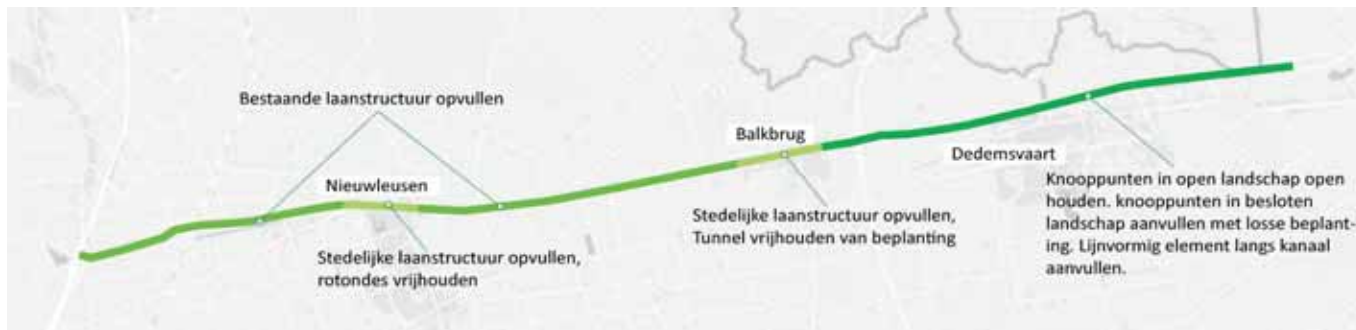 Bestaande laanstructuur opvullen
Nieuwleusen
Stedelijke laanstructuur opvullen,
rotondes vrijhouden
Balkbrug
Stedelijke laanstructuur opvullen,
Tunnel vrijhouden van beplanting
Dedemsvaart
Knooppunten in open landschap open
houden. knooppunten in besloten
landschap aanvullen met losse beplant-
ing. Lijnvormig element langs kanaal
aanvullen.